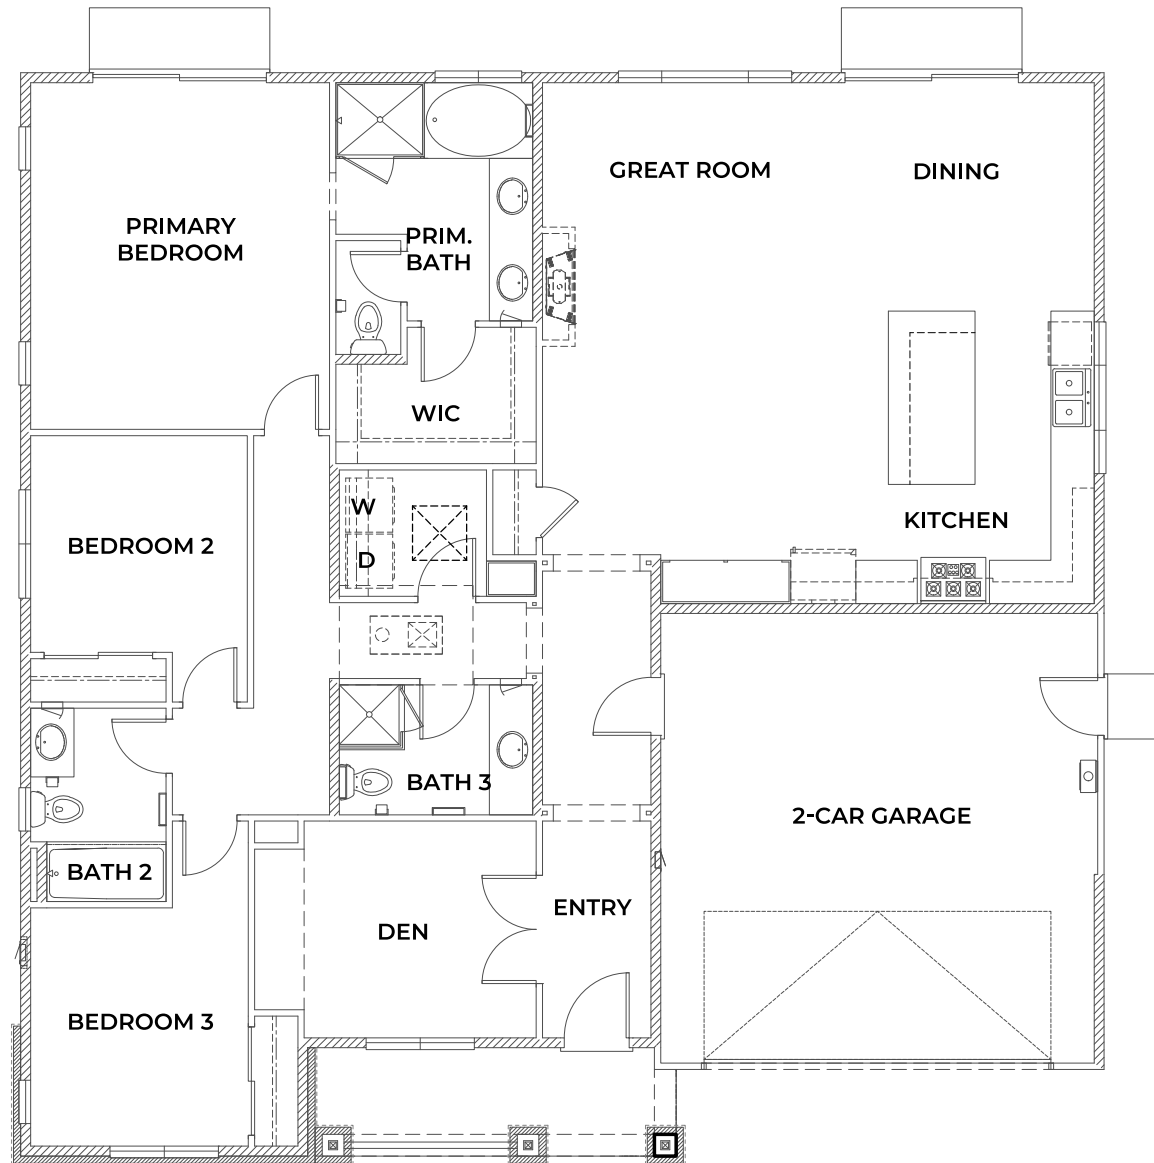 GREAT ROOM
DINING
PRIMARY
BEDROOM
PRIM.
BATH
WIC
W
D
BEDROOM 2
KITCHEN
BATH 3
2-CAR GARAGE
BATH 2
ENTRY
DEN
BEDROOM 3